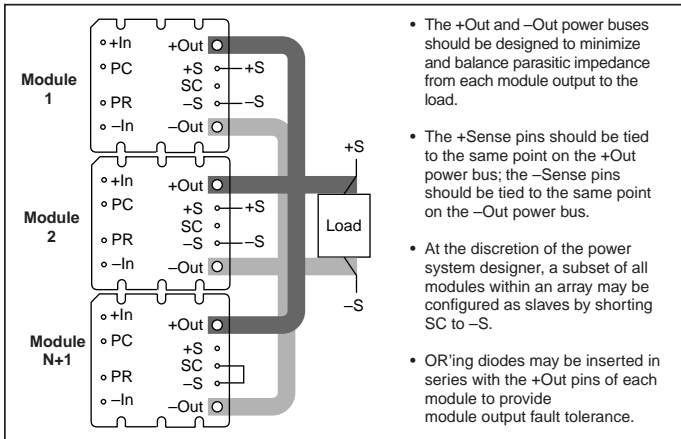 +In
+Out
Module
1
PC
+S
+S
SC
PR
–S
–S
–In
–Out
+In
+Out
Module
2
PC
+S
+S
SC
PR
–S
–S
–In
–Out
+In
+Out
Module
N+1
PC
+S
SC
PR
–S
–In
–Out
+S
Load
–S
• The +Out and –Out power buses
should be designed to minimize
and balance parasitic impedance
from each module output to the
load.
• The +Sense pins should be tied
to the same point on the +Out
power bus; the –Sense pins
should be tied to the same point
on the –Out power bus.
• At the discretion of the power
system designer, a subset of all
modules within an array may be
configured as slaves by shorting
SC to –S.
• OR'ing diodes may be inserted in
series with the +Out pins of each
module to provide
module output fault tolerance.